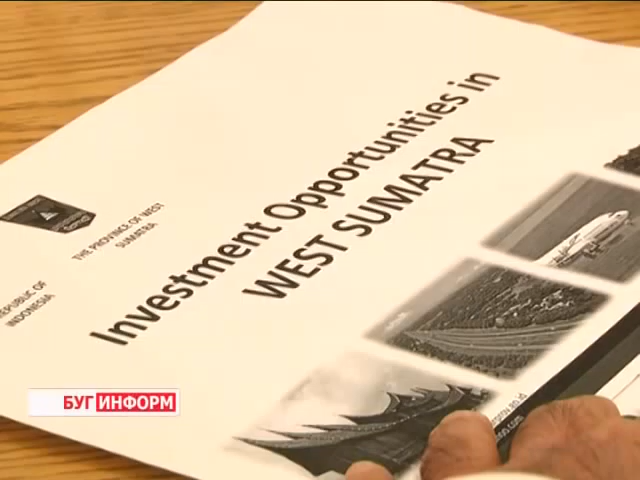 Investment Opportunities in
WEST SUMATRA
THE PROVINCE OF WEST
SUMATRA
REPUBLIC OF
INDONESIA
БУГ ИНФОРМ